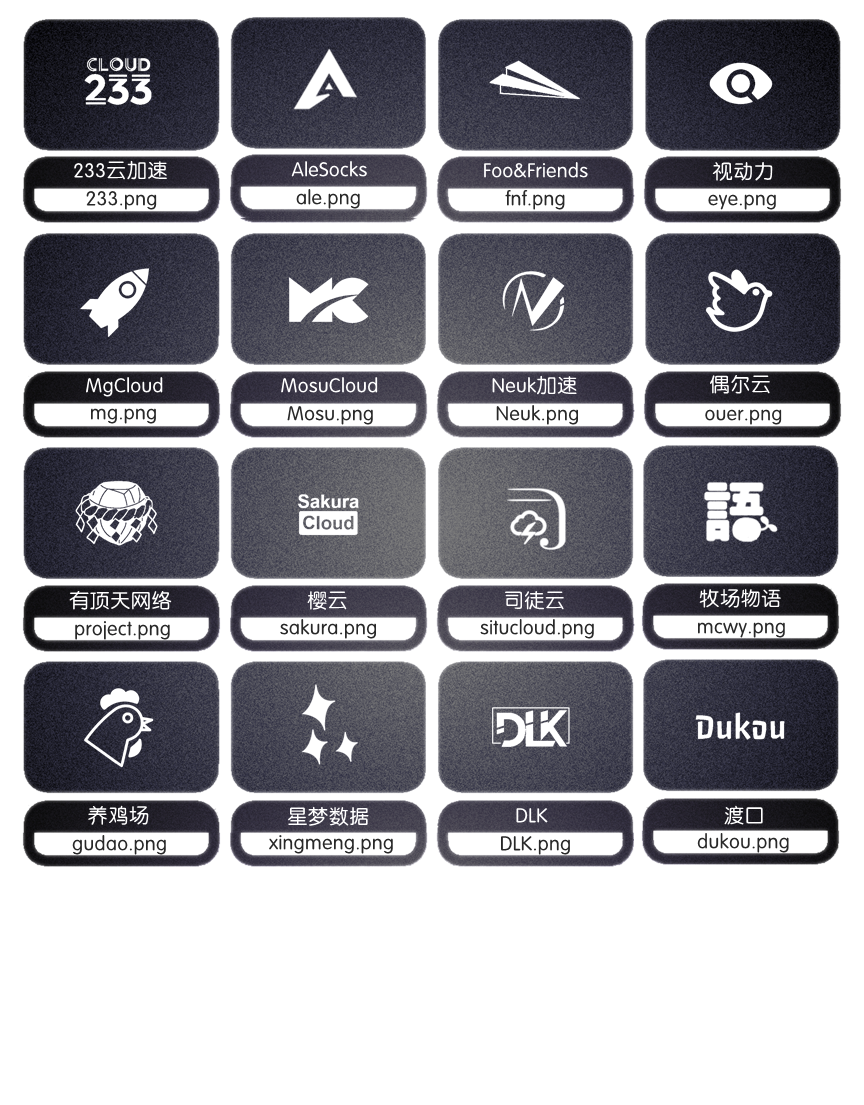 CLOUD
233
233云加速
233.png
AleSocks
ale.png
Foo&Friends
fnf.png
视动力
eye.png
MgCloud
mg.png
MC
MosuCloud
Mosu.png
N
Neuk加速
Neuk.png
偶尔云
ouer.png
有顶天网络
project.png
Sakura
Cloud
樱云
sakura.png
司徒云
situcloud.png
語
牧场物语
mcwy.png
养鸡场
gudao.png
星梦数据
xingmeng.png
DLK
DLK
DLK.png
Dukou
渡口
dukou.png